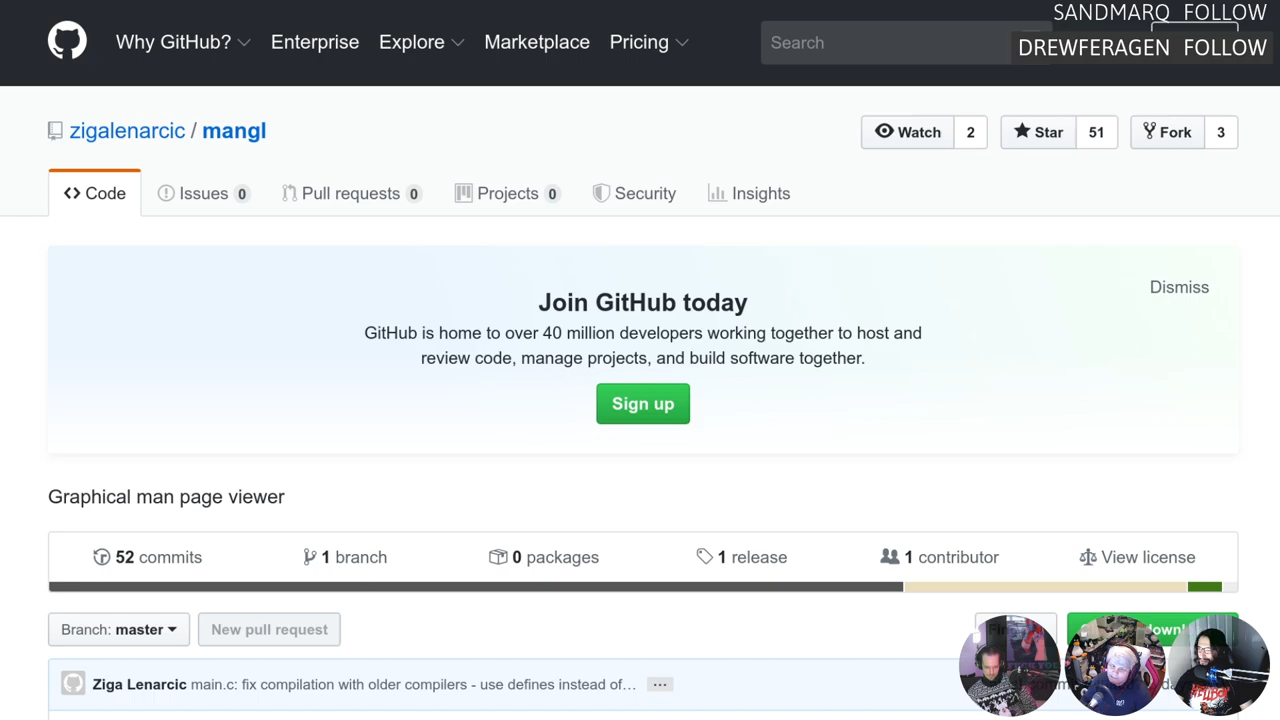 SANDMARQ FOLLOW
Why GitHub? Enterprise Explore Marketplace Pricing Search
DREWFERAGEN FOLLOW
zigalenarcic / mangl
Watch 2 Star 51 Fork 3
Code Issues 0 Pull requests 0 Projects 0 Security Insights
Dismiss
Join GitHub today
GitHub is home to over 40 million developers working together to host and
review code, manage projects, and build software together.
Sign up
Graphical man page viewer
52 commits 1 branch 0 packages 1 release 1 contributor View license
Branch: master New pull request
Ziga Lenarcic main.c: fix compilation with older compilers - use defines instead of… ...